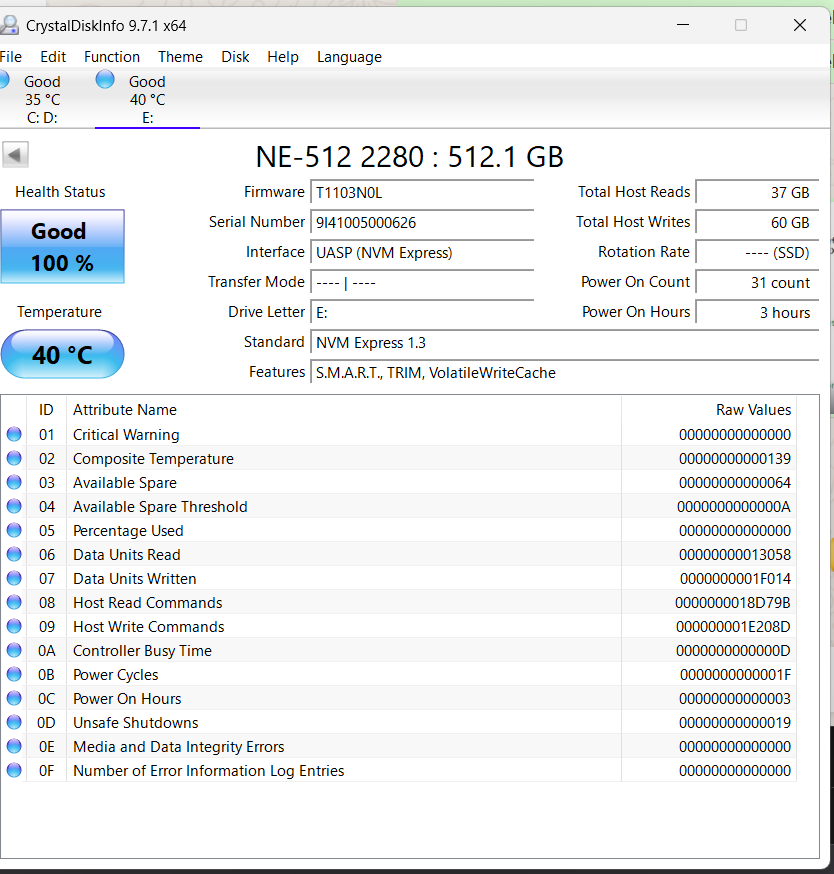 CrystalDiskInfo 9.7.1 x64
File Edit Function Theme Disk Help Language
Good Good
35 °C 40 °C
C: D: E:
NE-512 2280 : 512.1 GB
Health Status
Good
100 %
Temperature
40 °C
Firmware T1103N0L
Serial Number 9I41005000626
Interface UASP (NVM Express)
Transfer Mode ---- | ----
Drive Letter E:
Standard NVM Express 1.3
Features S.M.A.R.T., TRIM, VolatileWriteCache
Total Host Reads 37 GB
Total Host Writes 60 GB
Rotation Rate ---- (SSD)
Power On Count 31 count
Power On Hours 3 hours
ID Attribute Name Raw Values
01 Critical Warning 00000000000000
02 Composite Temperature 00000000000139
03 Available Spare 00000000000064
04 Available Spare Threshold 0000000000000A
05 Percentage Used 00000000000000
06 Data Units Read 00000000013058
07 Data Units Written 0000000001F014
08 Host Read Commands 0000000018D79B
09 Host Write Commands 000000001E208D
0A Controller Busy Time 0000000000000D
0B Power Cycles 0000000000001F
0C Power On Hours 00000000000003
0D Unsafe Shutdowns 00000000000019
0E Media and Data Integrity Errors 00000000000000
0F Number of Error Information Log Entries 00000000000000